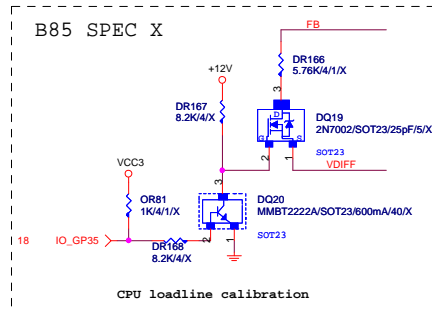 B85 SPEC X
FB
DR166
5.76K/4/1/X
+12V
3
D
DR167
8.2K/4/X
DQ19
2N7002/SOT23/25pF/5/X
G
S
SOT23
2
1
VDIFF
VCC3
3
OR81
1K/4/1/X
DQ20
MMBT2222A/SOT23/600mA/40/X
18
IO_GP35
2
1
SOT23
DR168
8.2K/4/X
CPU loadline calibration